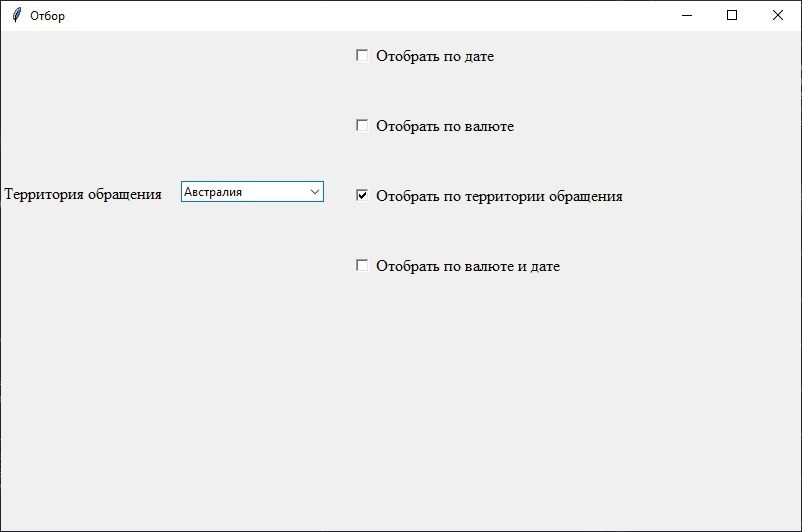 Отбор
Отобрать по дате
Отобрать по валюте
Территория обращения
Австралия
Отобрать по территории обращения
Отобрать по валюте и дате